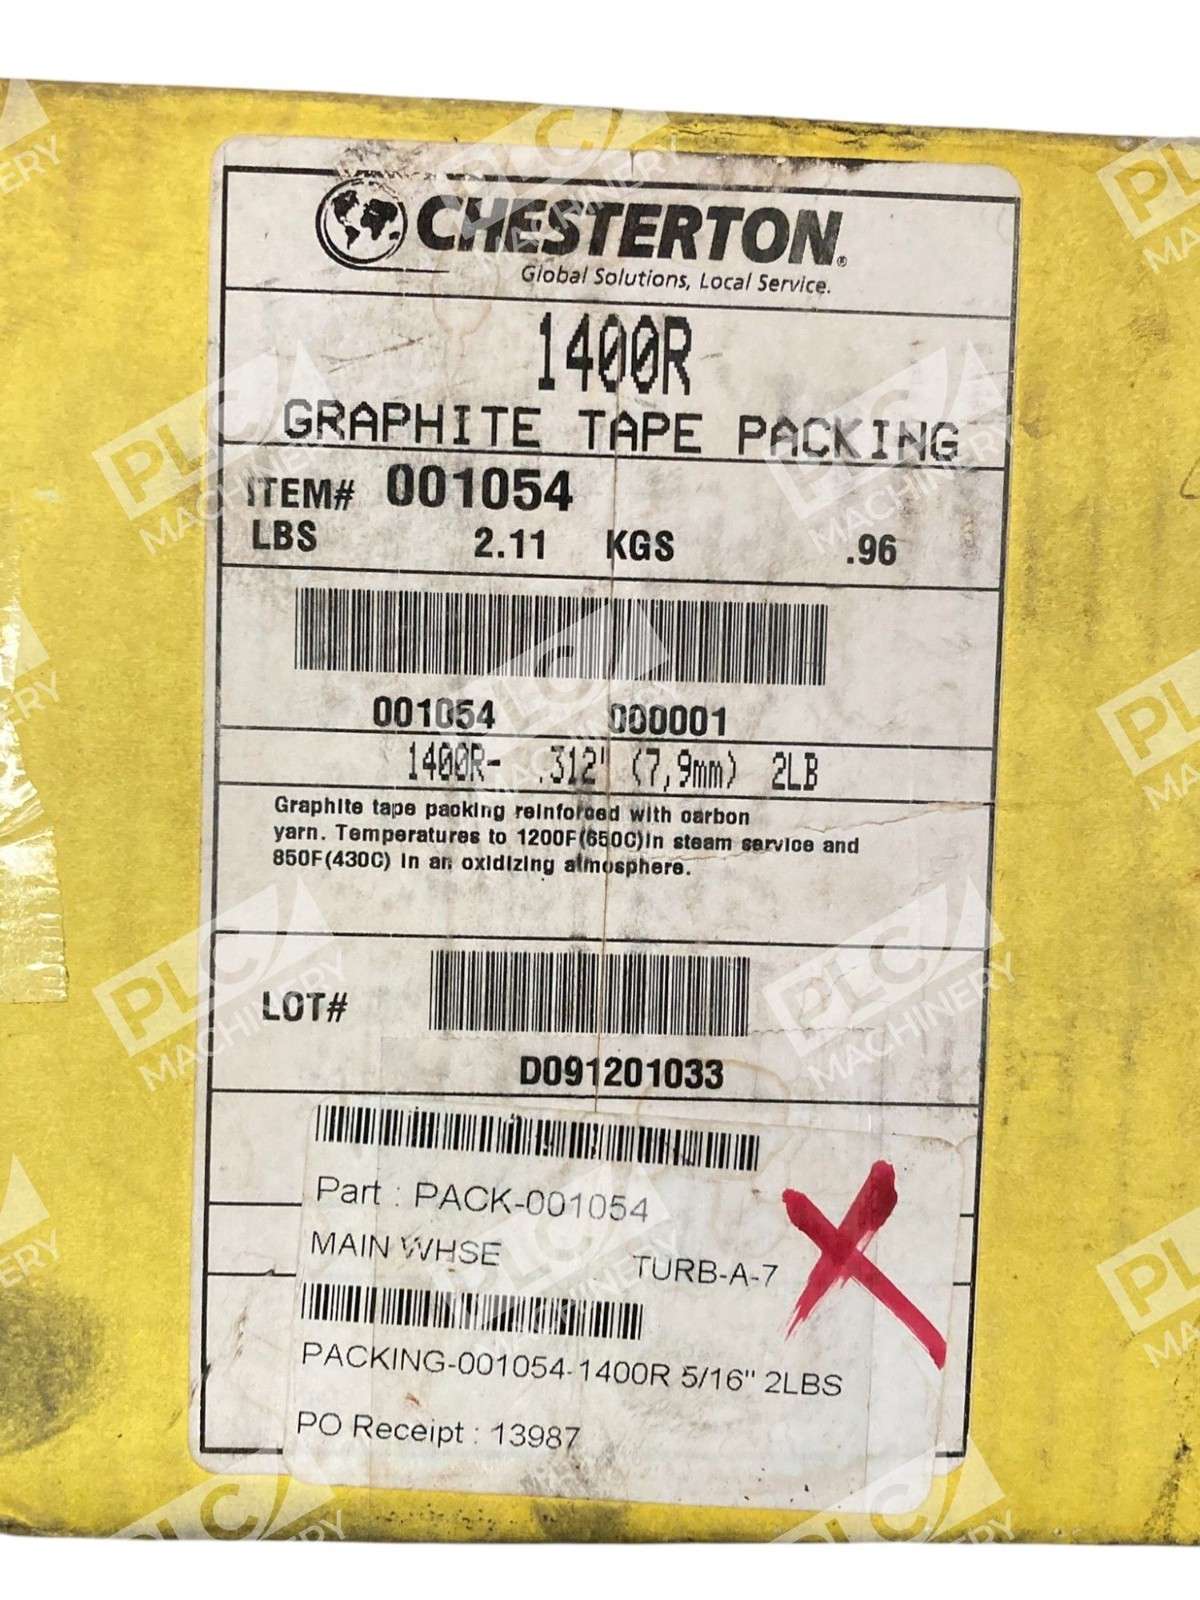 CHESTERTON®
Global Solutions, Local Service.
1400R
GRAPHITE TAPE PACKING
ITEM# 001054
LBS 2.11 KGS .96
001054 000001
1400R- .312" (7,9mm) 2LB
Graphite tape packing reinforced with carbon
yarn. Temperatures to 1200F(650C)in steam service and
850F(430C) in an oxidizing atmosphere.
LOT#
D091201033
Part : PACK-001054
MAIN WHSE TURB-A-7
PACKING-001054-1400R 5/16" 2LBS
PO Receipt : 13987
PLC MACHINERY